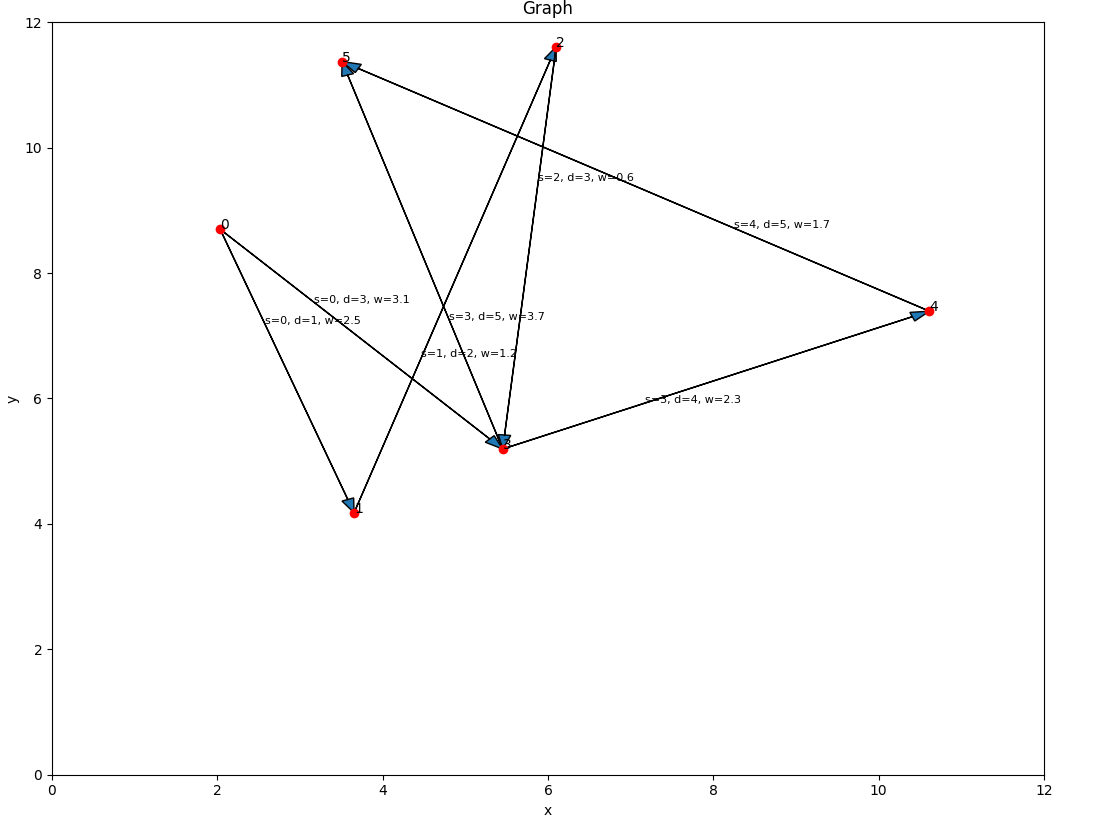 Graph
12
2
5
10
s=2, d=3, w=0.6
s=4, d=5, w=1.7
0
8
s=0, d=3, w=3.1
4
s=0, d=1, w=2.5
s=3, d=5, w=3.7
s=1, d=2, w=1.2
6
s=3, d=4, w=2.3
y
3
1
4
2
0
0 2 4 6 8 10 12
x